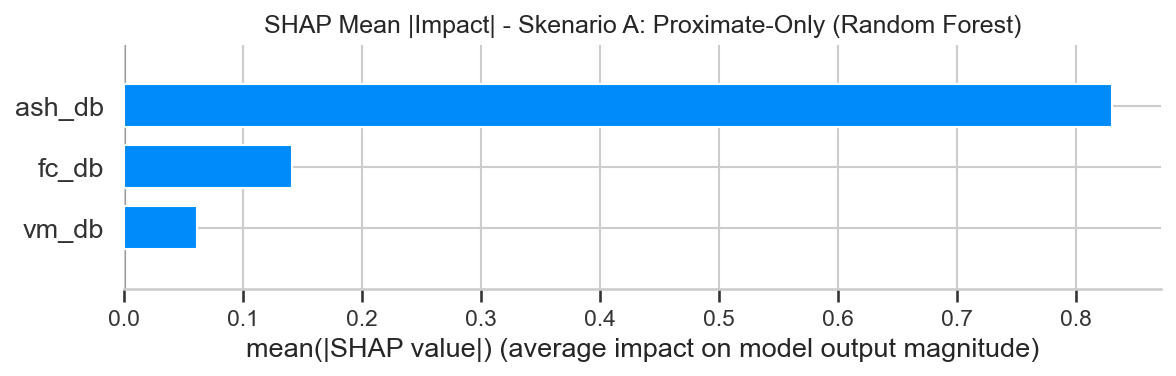 SHAP Mean |Impact| - Skenario A: Proximate-Only (Random Forest)
ash_db
fc_db
vm_db
0.0 0.1 0.2 0.3 0.4 0.5 0.6 0.7 0.8
mean(|SHAP value|) (average impact on model output magnitude)